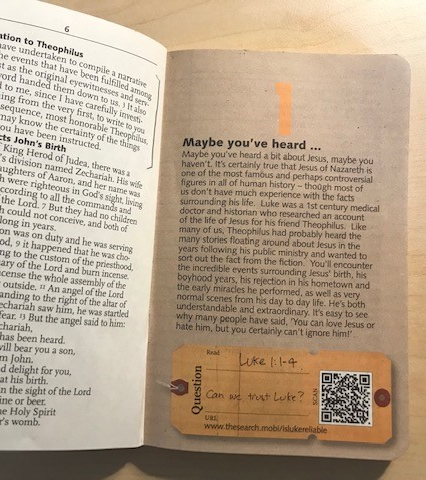 6
ation to Theophilus
have undertaken to compile a narrative
he events that have been fulfilled among
st as the original eyewitnesses and serv-
word handed them down to us. 3 It also
d to me, since I have carefully investi-
ng from the very first, to write to you
sequence, most honorable Theophilus,
ay know the certainty of the things
ou have been instructed.
cts John's Birth
King Herod of Judea, there was a
's division named Zechariah. His wife
ughters of Aaron, and her name was
h were righteous in God's sight, living
according to all the commands and
the Lord. 7 But they had no children
h could not conceive, and both of
long in years.
on was on duty and he was serving
od, 9 it happened that he was cho-
ing to the custom of the priesthood,
ary of the Lord and burn incense.
incense the whole assembly of the
outside. 11 An angel of the Lord
anding to the right of the altar of
echariah saw him, he was startled
fear. 13 But the angel said to him:
chariah,
has been heard.
will bear you a son,
m John.
d delight for you,
at his birth.
in the sight of the Lord
ine or beer.
he Holy Spirit
r's womb.
1
Maybe you've heard ...
Maybe you've heard a bit about Jesus, maybe you
haven't. It's certainly true that Jesus of Nazareth is
one of the most famous and perhaps controversial
figures in all of human history – though most of
us don't have much experience with the facts
surrounding his life. Luke was a 1st century medical
doctor and historian who researched an account
of the life of Jesus for his friend Theophilus. Like
many of us, Theophilus had probably heard the
many stories floating around about Jesus in the
years following his public ministry and wanted to
sort out the fact from the fiction. You'll encounter
the incredible events surrounding Jesus' birth, his
boyhood years, his rejection in his hometown and
the early miracles he performed, as well as very
normal scenes from his day to day life. He's both
understandable and extraordinary. It's easy to see
why many people have said, 'You can love Jesus or
hate him, but you certainly can't ignore him!'
Read
Luke 1:1-4
Question
Can we trust Luke?
SCAN
URL
www.thesearch.mobi/islukereliable